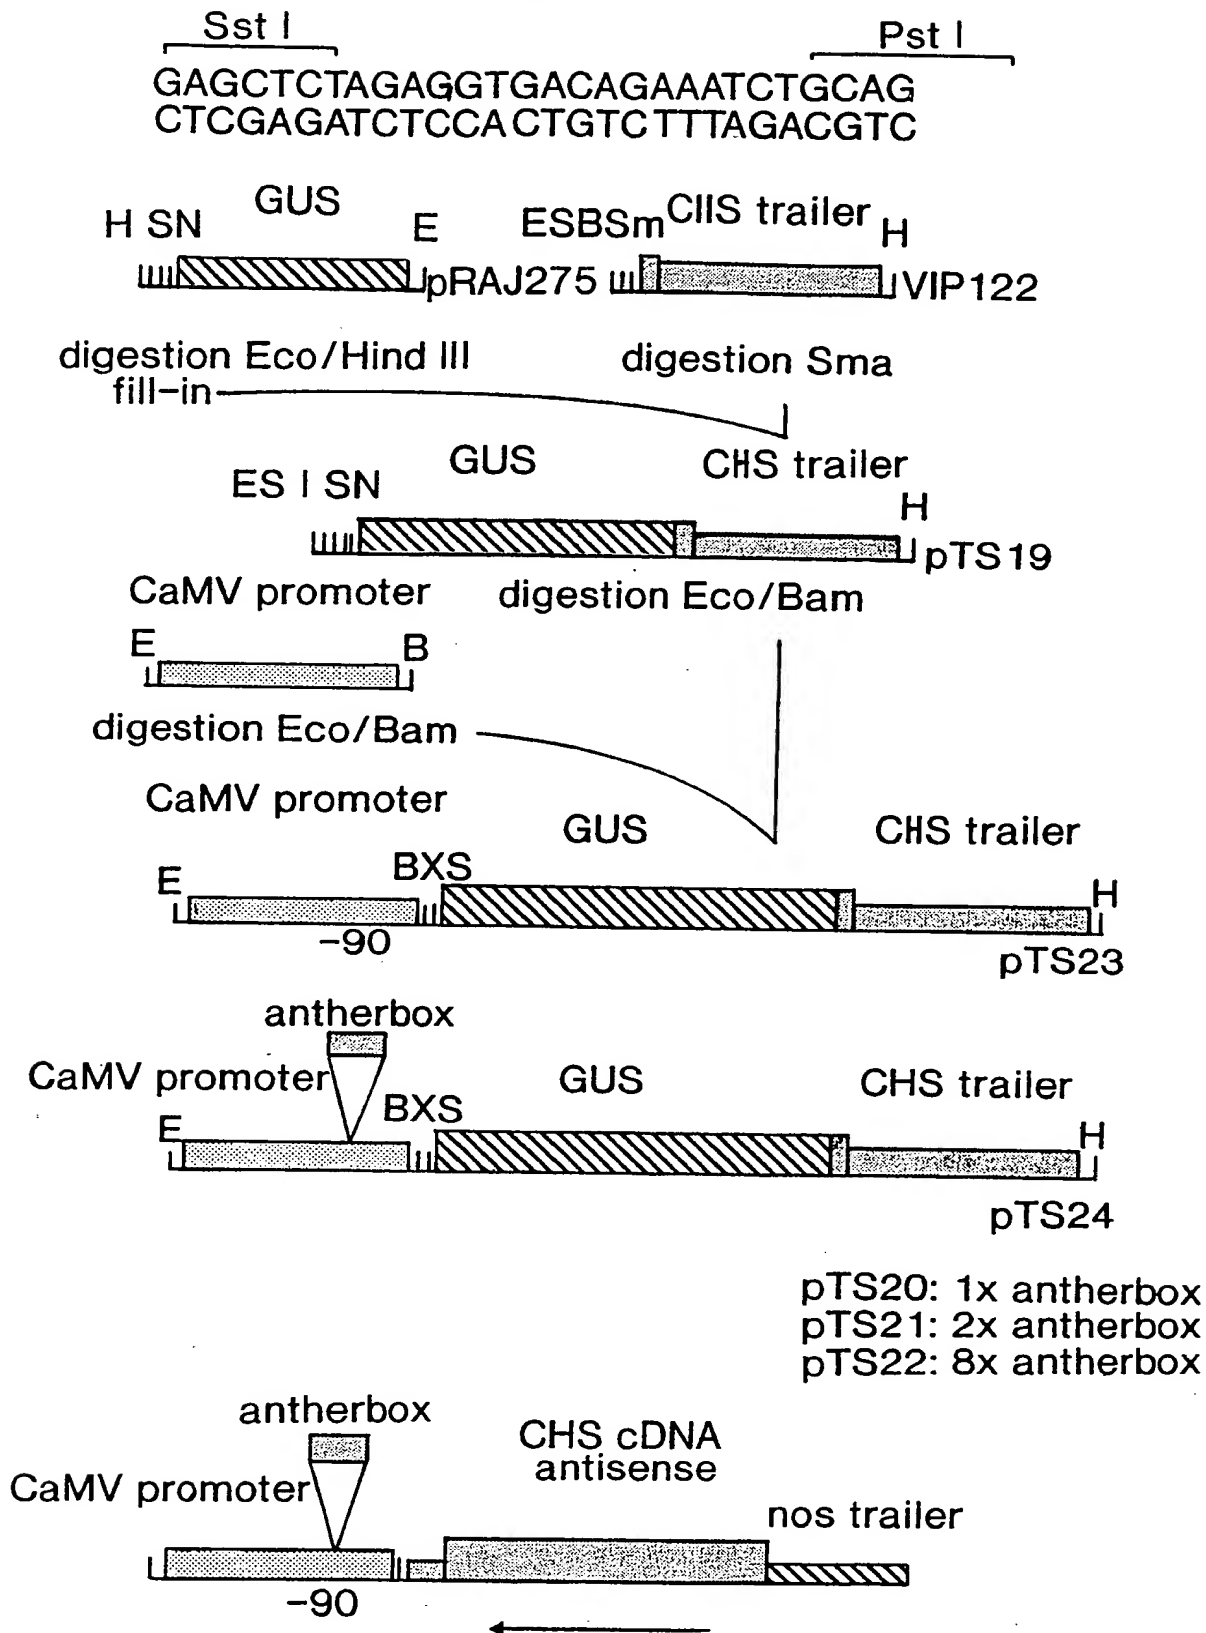 Sst I
Pst I
GAGCTCTAGAGGTGACAGAAATCTGCAG
CTCGAGATCTCCACTGTCTTTAGACGTC
GUS
CIIS trailer
H SN
E
ESBSm
H
pRAJ275
VIP122
digestion Eco/Hind III
fill-in
digestion Sma
GUS
CHS trailer
ES I SN
H
pTS19
CaMV promoter
digestion Eco/Bam
E
B
digestion Eco/Bam
CaMV promoter
GUS
CHS trailer
E
BXS
H
-90
pTS23
antherbox
CaMV promoter
GUS
CHS trailer
E
BXS
H
pTS24
pTS20: 1x antherbox
pTS21: 2x antherbox
pTS22: 8x antherbox
antherbox
CHS cDNA
antisense
CaMV promoter
nos trailer
-90